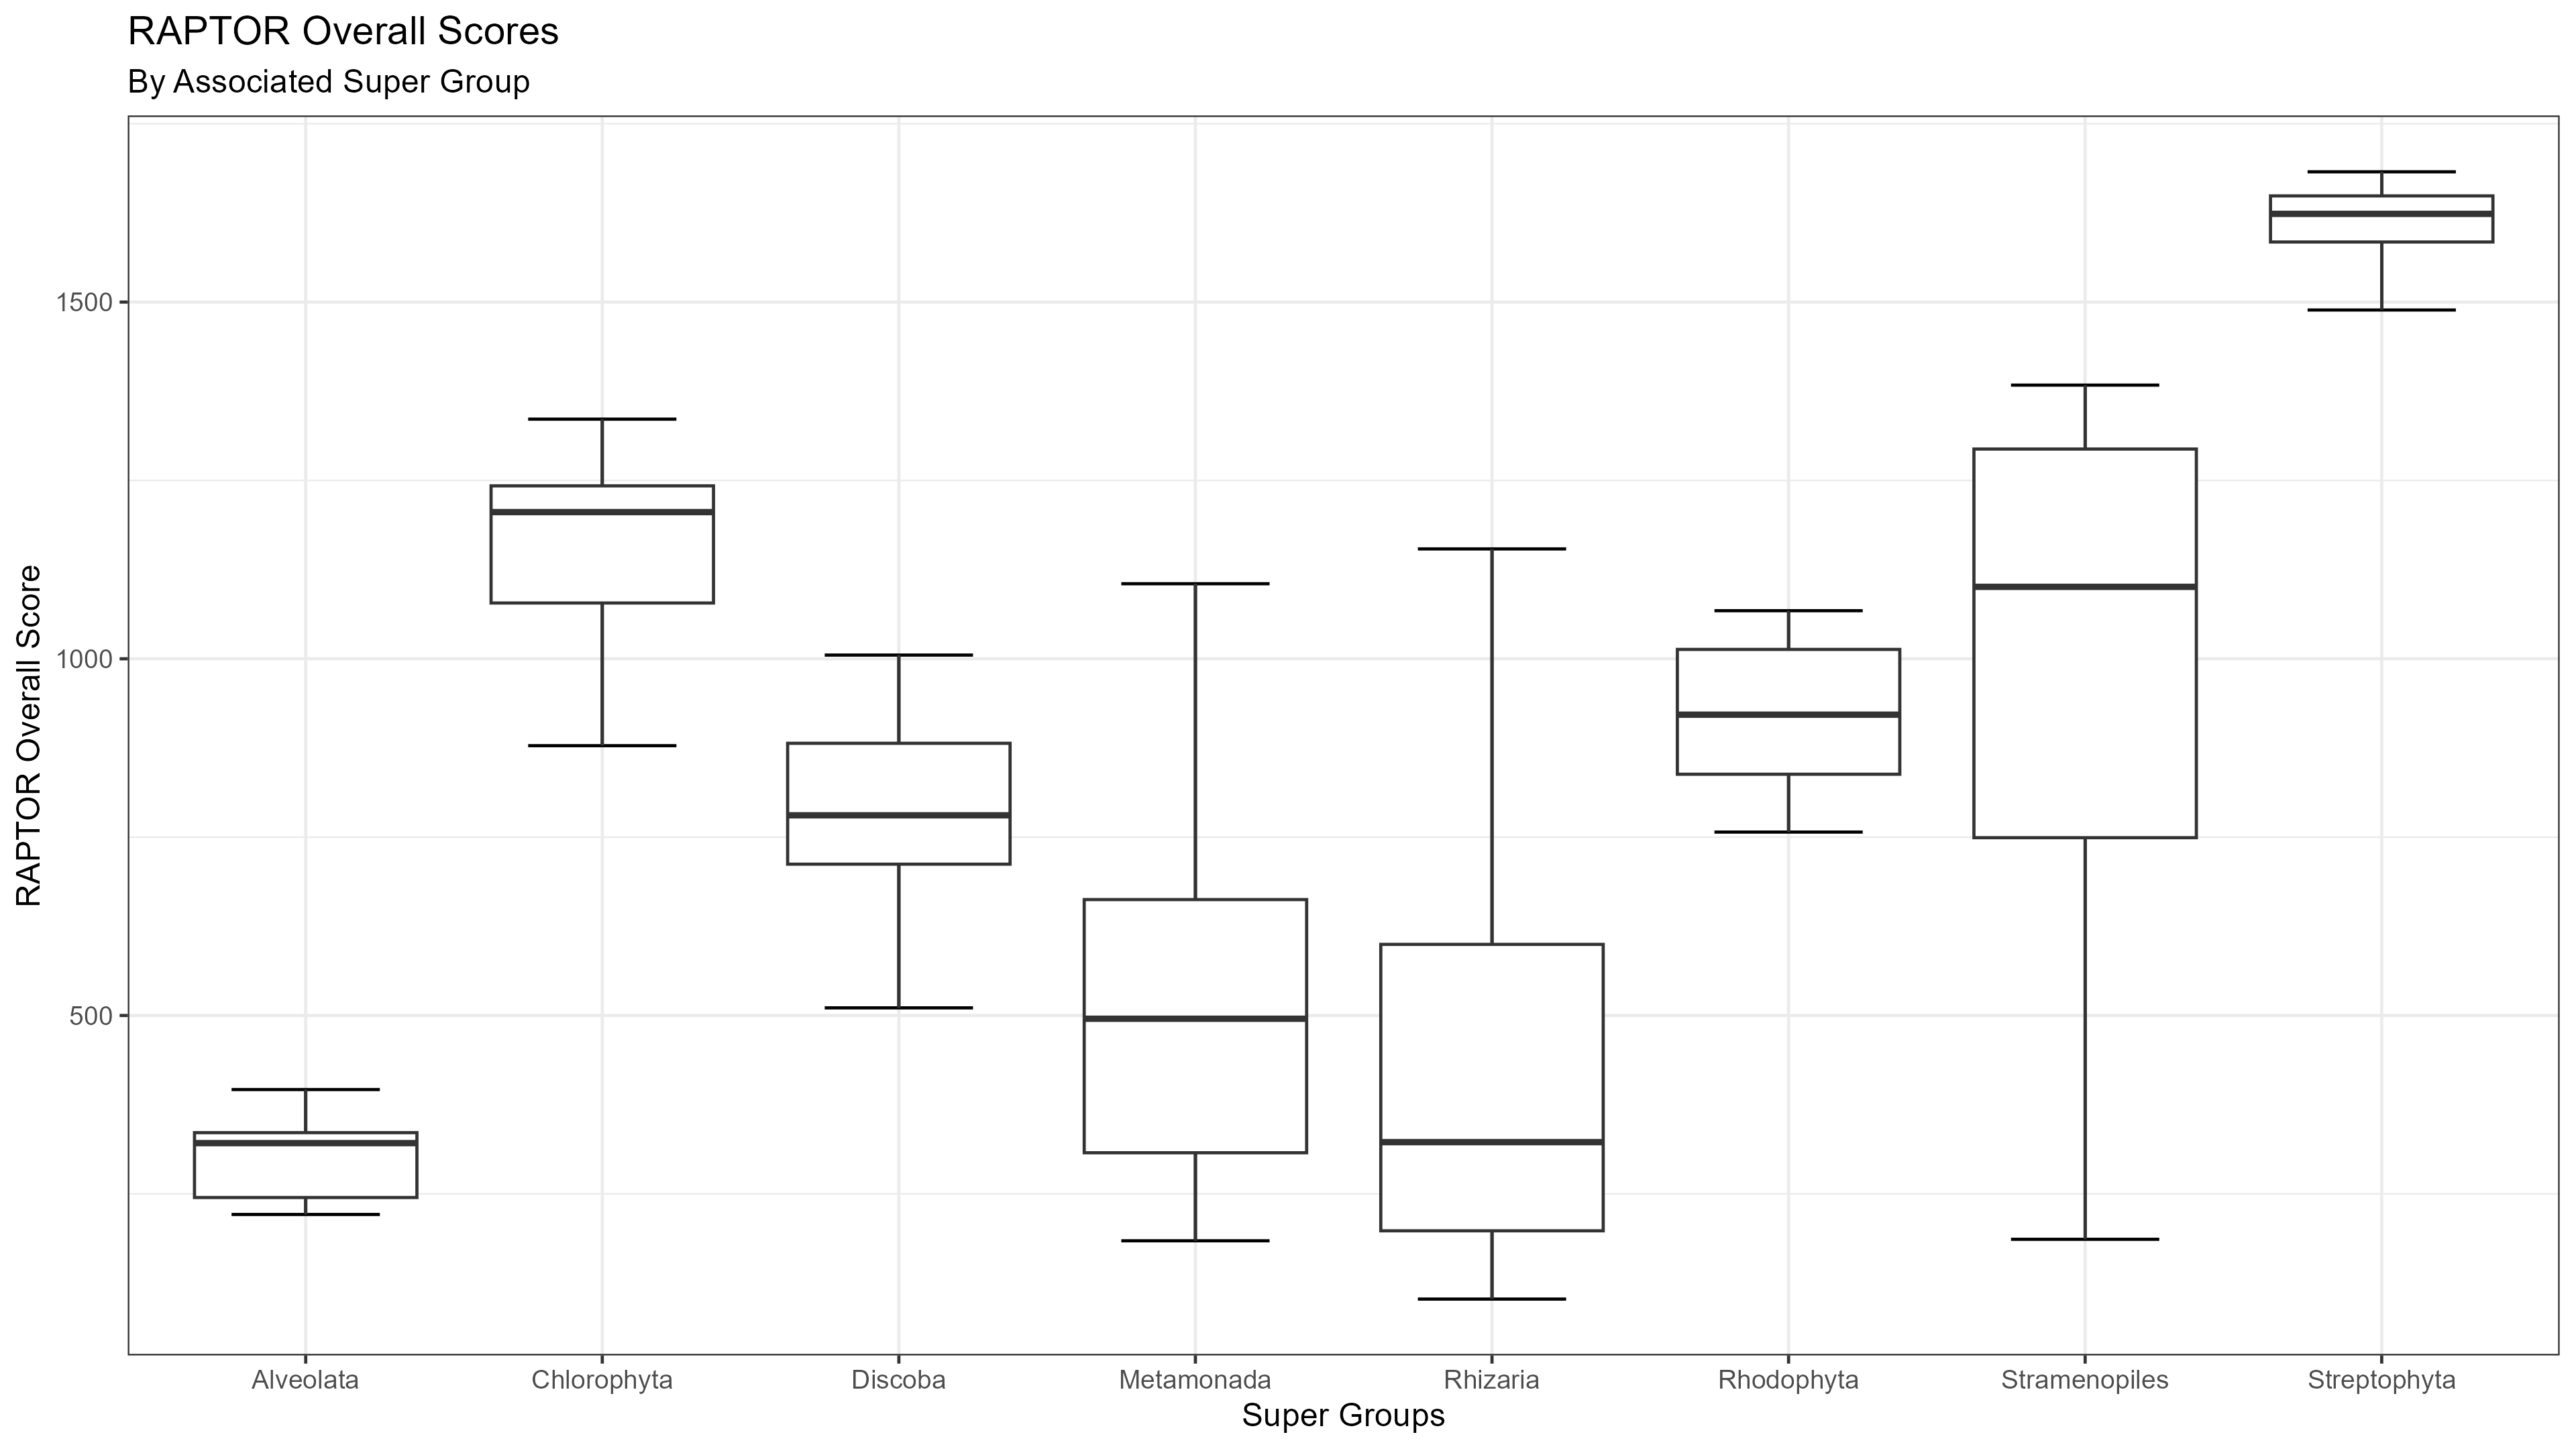 RAPTOR Overall Scores
By Associated Super Group
RAPTOR Overall Score
1500
1000
500
Alveolata
Chlorophyta
Discoba
Metamonada
Rhizaria
Rhodophyta
Stramenopiles
Streptophyta
Super Groups